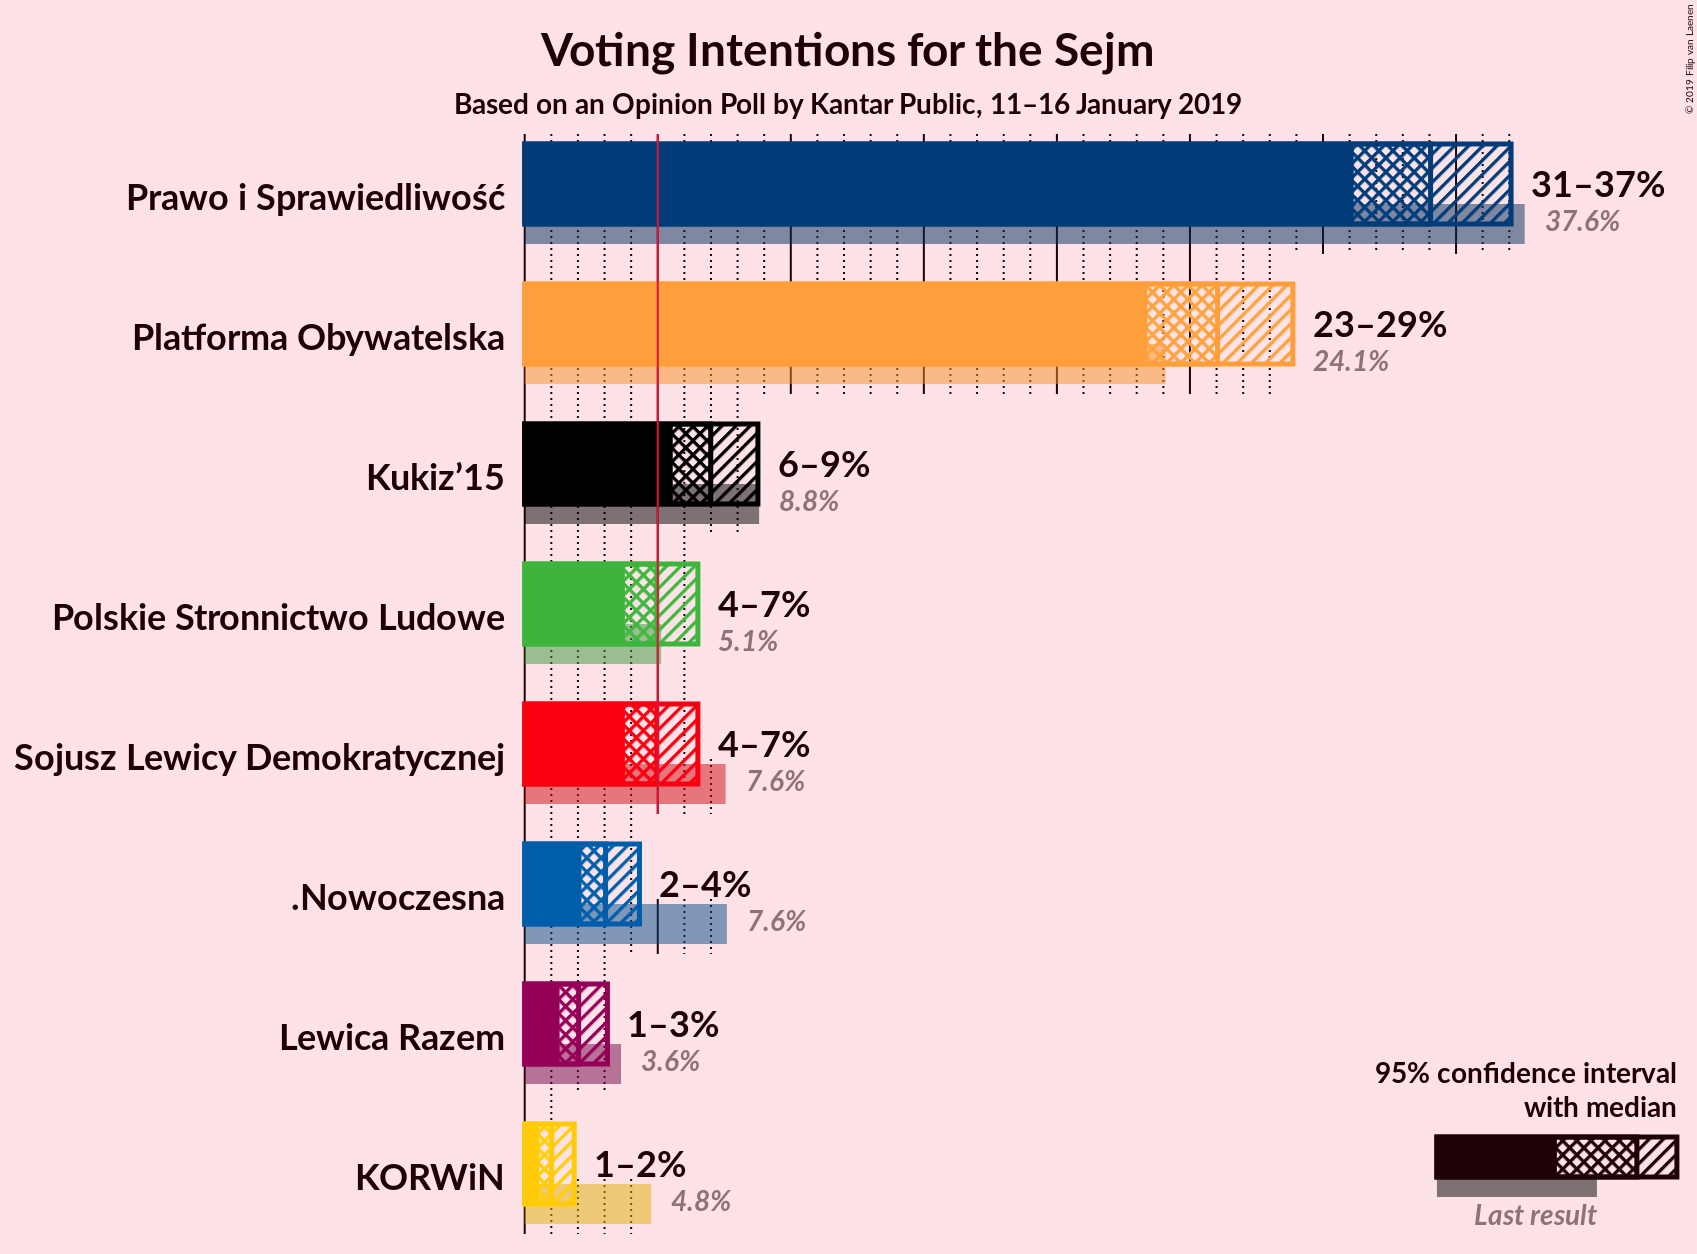 Voting Intentions for the Sejm
Based on an Opinion Poll by Kantar Public, 11–16 January 2019
© 2019 Filip van Laenen
Prawo i Sprawiedliwość
31–37%
37.6%
Platforma Obywatelska
23–29%
24.1%
Kukiz’15
6–9%
8.8%
Polskie Stronnictwo Ludowe
4–7%
5.1%
Sojusz Lewicy Demokratycznej
4–7%
7.6%
.Nowoczesna
2–4%
7.6%
Lewica Razem
1–3%
3.6%
KORWiN
1–2%
4.8%
95% confidence interval
with median
Last result